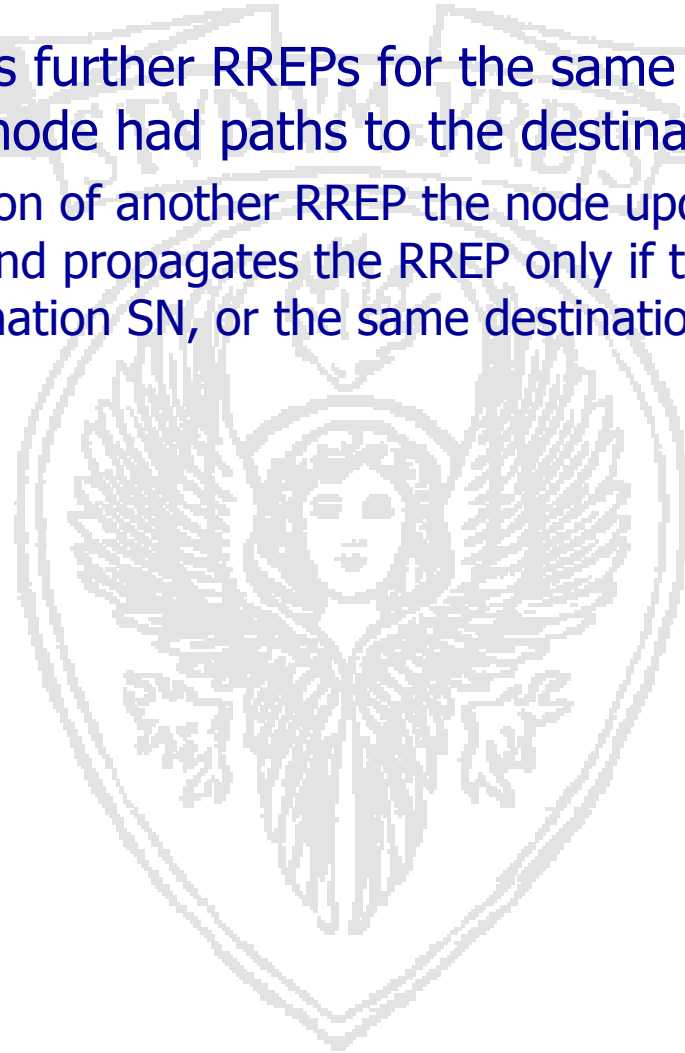 s further RREPs for the same
node had paths to the destina
on of another RREP the node upd
nd propagates the RREP only if t
nation SN, or the same destinatio